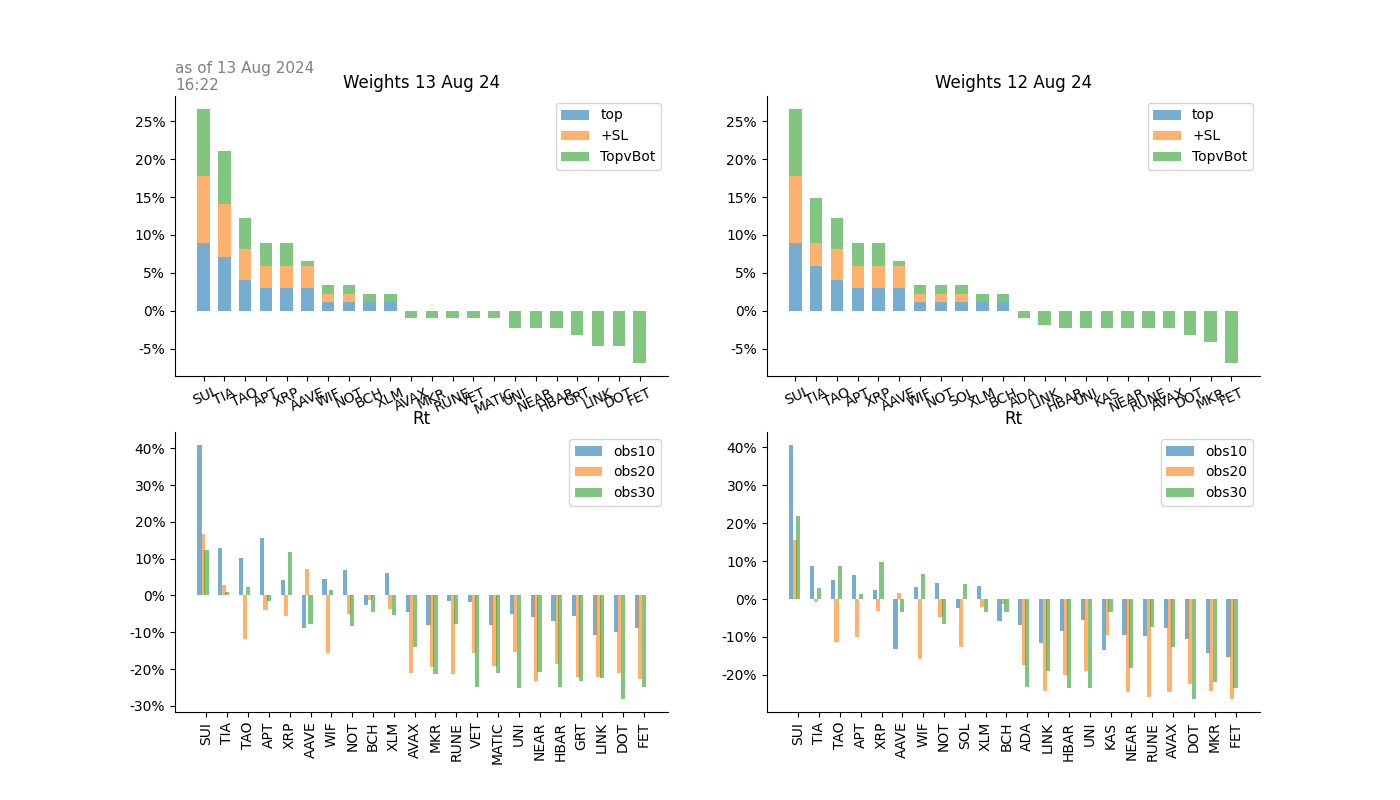 as of 13 Aug 2024
16:22
Weights 13 Aug 24
25%
20%
15%
10%
5%
0%
-5%
top
+SL
TopvBot
SUI TIA TAO APT XRP AAVE WIF NOT BCH XLM AVAX MKR RUNE VET MATIC UNI NEAR HBAR GRT LINK DOT FET
Weights 12 Aug 24
25%
20%
15%
10%
5%
0%
-5%
top
+SL
TopvBot
SUI TIA TAO APT XRP AAVE WIF NOT SOL XLM BCH ADA LINK HBAR UNI KAS NEAR RUNE AVAX DOT MKR FET
Rt
40%
30%
20%
10%
0%
-10%
-20%
-30%
obs10
obs20
obs30
SUI TIA TAO APT XRP AAVE WIF NOT BCH XLM AVAX MKR RUNE VET MATIC UNI NEAR HBAR GRT LINK DOT FET
Rt
40%
30%
20%
10%
0%
-10%
-20%
obs10
obs20
obs30
SUI TIA TAO APT XRP AAVE WIF NOT SOL XLM BCH ADA LINK HBAR UNI KAS NEAR RUNE AVAX DOT MKR FET